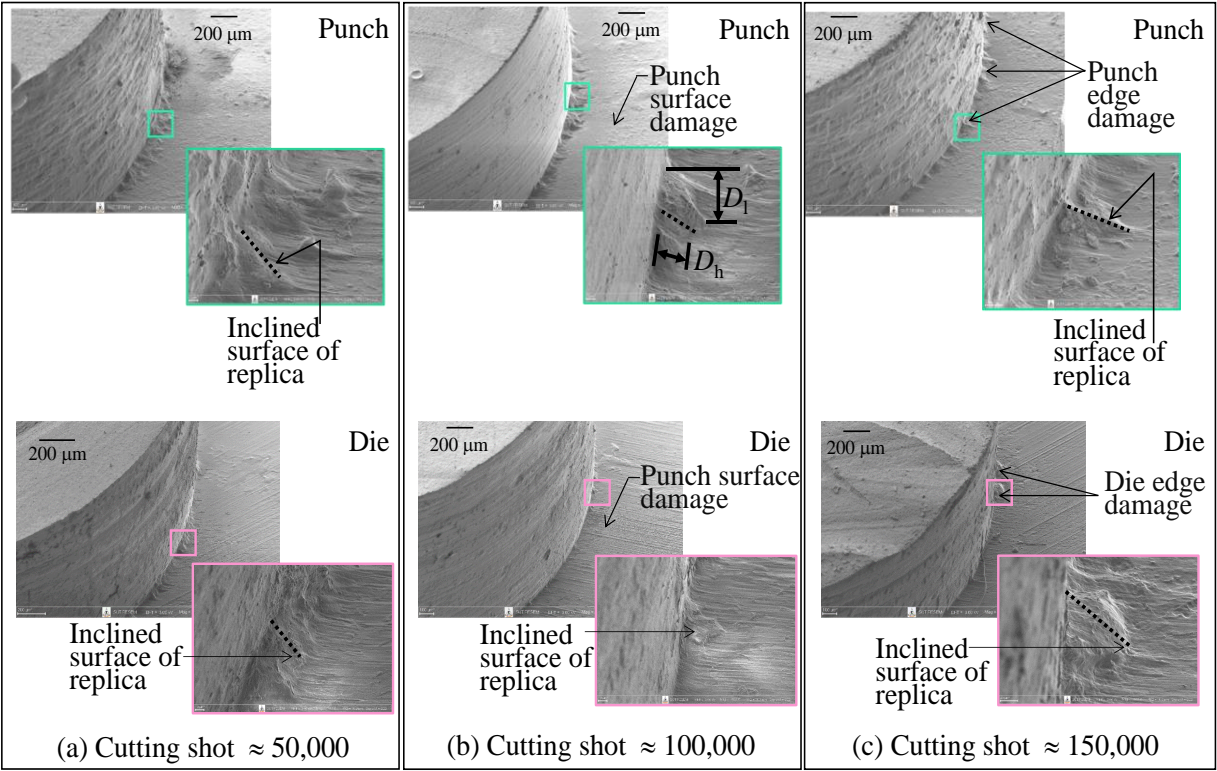 200 μm
Punch
Inclined
surface of
replica
200 μm
Die
Inclined
surface of
replica
(a) Cutting shot ≈ 50,000
200 μm
Punch
Punch
surface
damage
D_l
D_h
200 μm
Die
Punch surface
damage
Inclined
surface of
replica
(b) Cutting shot ≈ 100,000
200 μm
Punch
Punch
edge
damage
Inclined
surface of
replica
200 μm
Die
Die edge
damage
Inclined
surface of
replica
(c) Cutting shot ≈ 150,000